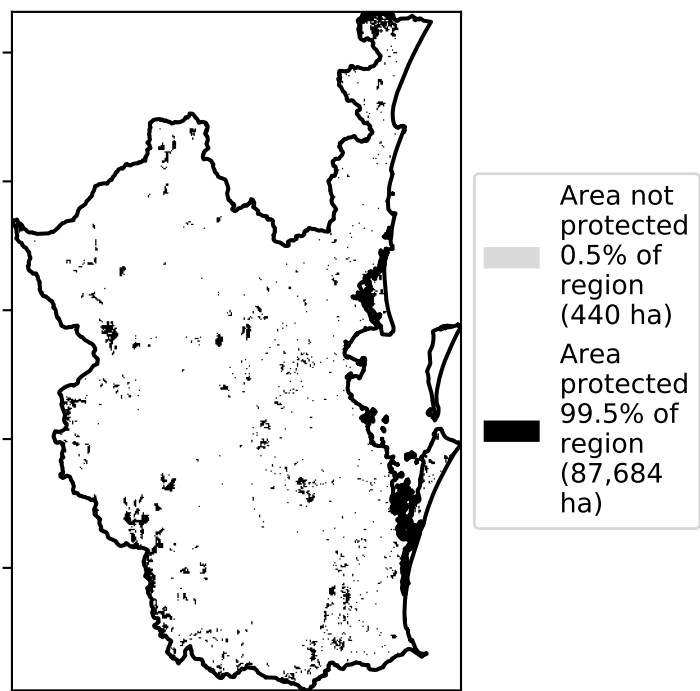 Area not
protected
0.5% of
region
(440 ha)
Area
protected
99.5% of
region
(87,684
ha)